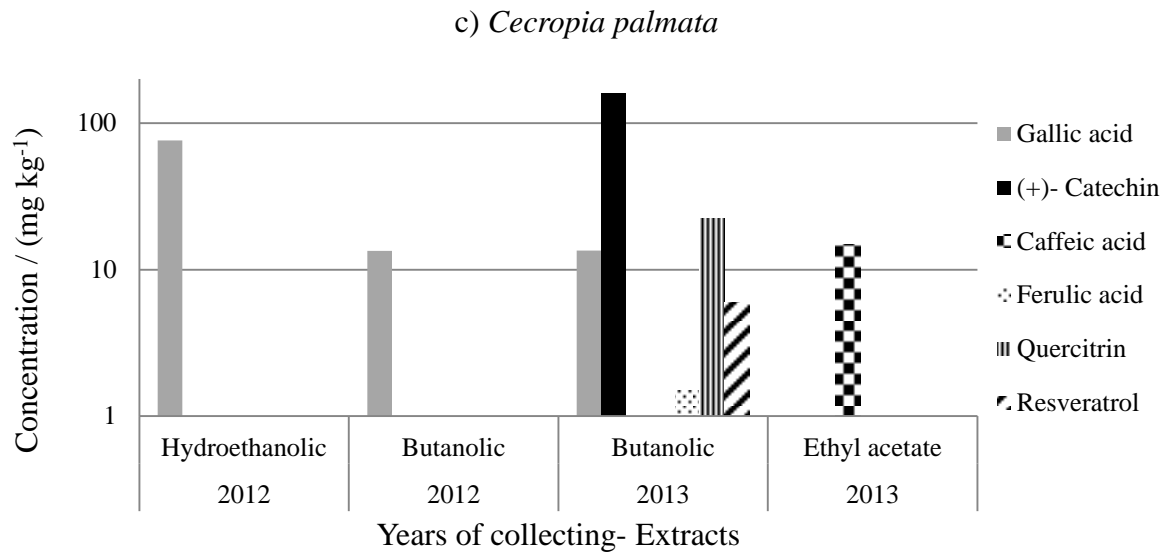 c) Cecropia palmata
Concentration / (mg kg⁻¹)
100
10
1
Hydroethanolic Butanolic Butanolic Ethyl acetate
2012 2012 2013 2013
Years of collecting- Extracts
Gallic acid
(+)- Catechin
Caffeic acid
Ferulic acid
Quercitrin
Resveratrol